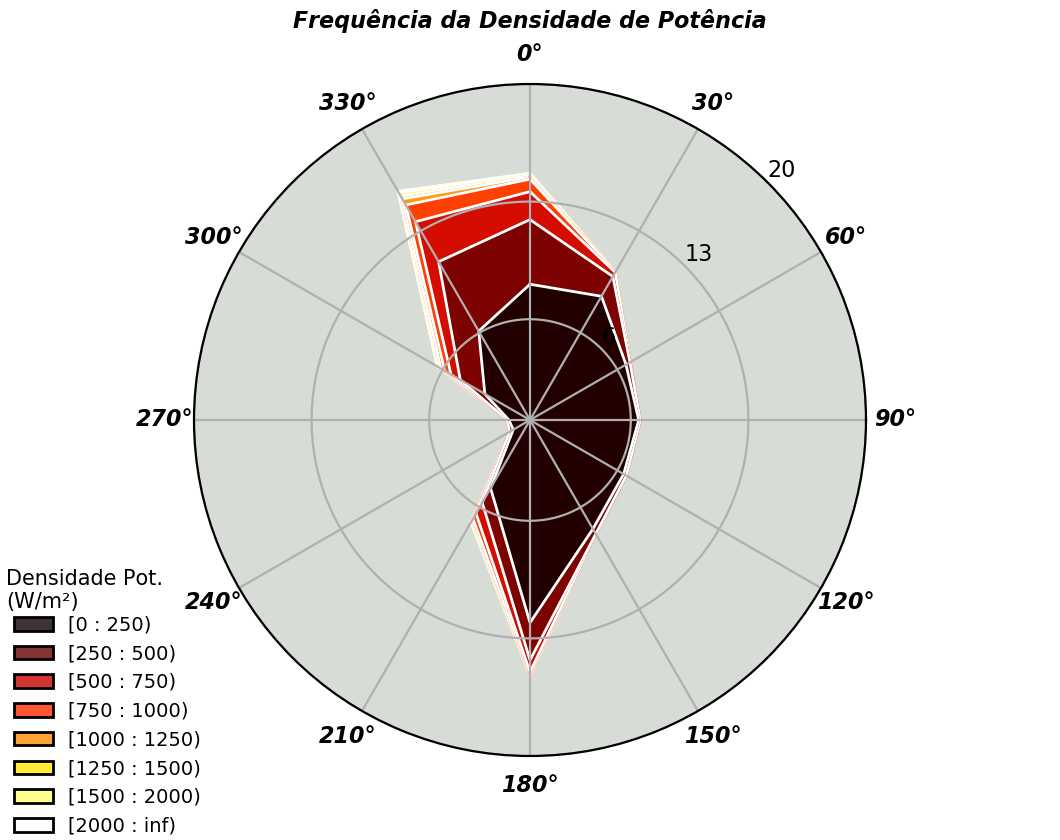 Frequência da Densidade de Potência
0°
330°
30°
20
300°
60°
13
6
270°
90°
Densidade Pot.
(W/m²)
240°
120°
[0 : 250)
[250 : 500)
[500 : 750)
[750 : 1000)
210°
150°
[1000 : 1250)
[1250 : 1500)
180°
[1500 : 2000)
[2000 : inf)